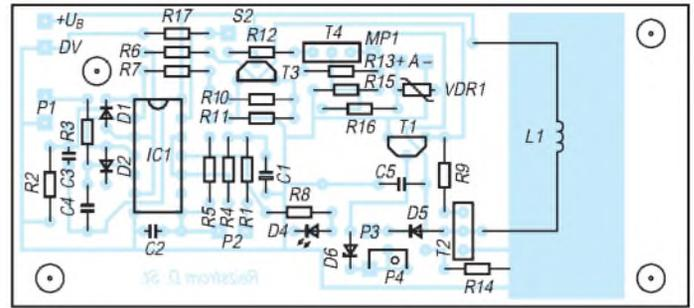 +U_B
R17
S2
DV
R6
R12
T4
MP1
R7
T3
R13
+A-
R15
VDR1
P1
R10
R11
R16
D1
R3
IC1
T1
L1
D2
R2
C3
C4
R5
R4
R1
C1
C5
R9
R8
C2
P2
D4
D6
P3
D5
T2
P4
R14
Reizstrom D. St.